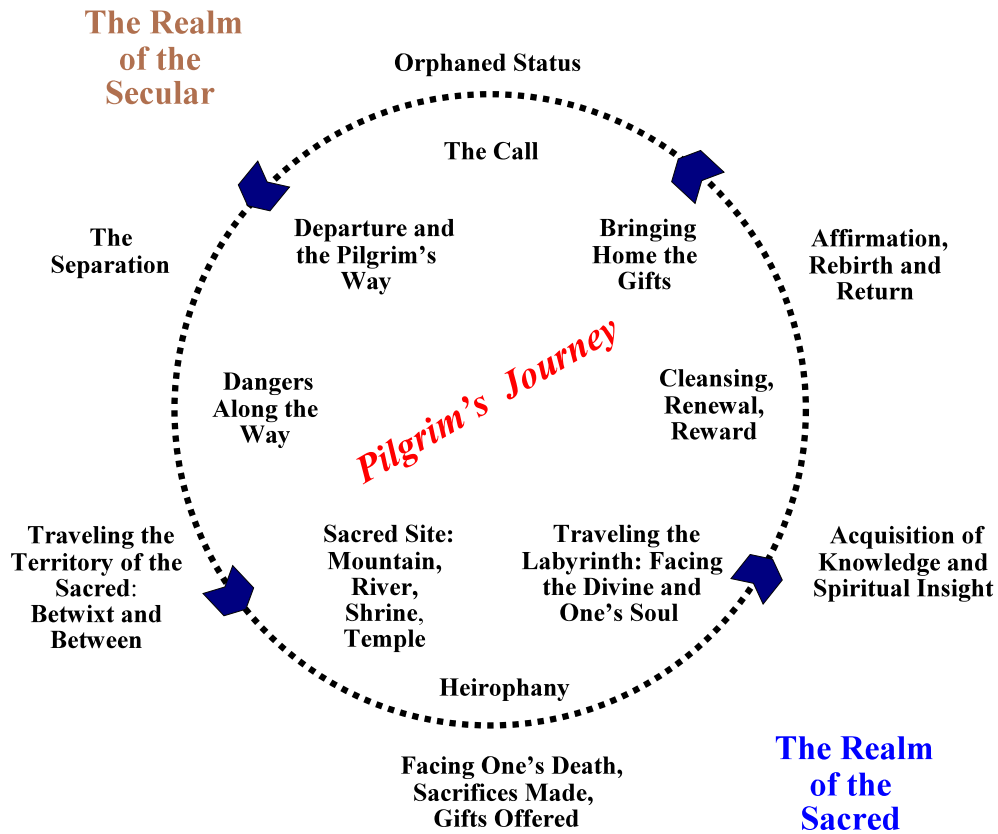 The Realm
of the
Secular
Orphaned Status
The Call
The
Separation
Departure and
the Pilgrim’s
Way
Bringing
Home the
Gifts
Affirmation,
Rebirth and
Return
Pilgrim’s Journey
Dangers
Along the
Way
Cleansing,
Renewal,
Reward
Traveling the
Territory of the
Sacred:
Betwixt and
Between
Sacred Site:
Mountain,
River,
Shrine,
Temple
Traveling the
Labyrinth: Facing
the Divine and
One’s Soul
Acquisition of
Knowledge and
Spiritual Insight
Heirophany
Facing One’s Death,
Sacrifices Made,
Gifts Offered
The Realm
of the
Sacred